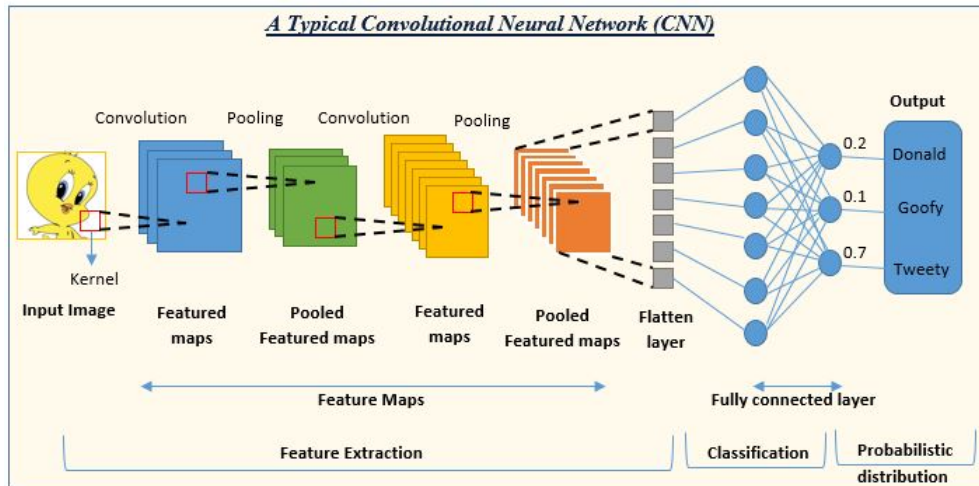 A Typical Convolutional Neural Network (CNN)
Convolution
Pooling
Convolution
Pooling
Output
0.2
Donald
0.1
Goofy
0.7
Tweety
Kernel
Input Image
Featured
maps
Pooled
Featured maps
Featured
maps
Pooled
Featured maps
Flatten
layer
Feature Maps
Fully connected layer
Feature Extraction
Classification
Probabilistic
distribution